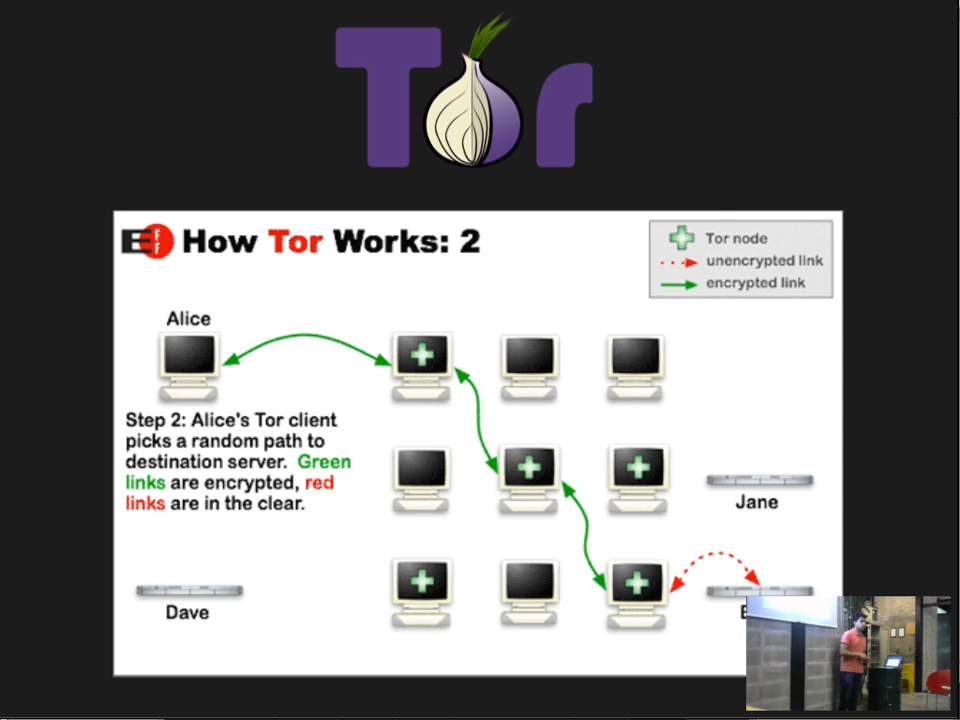 Tor
EFF How Tor Works: 2
Tor node
unencrypted link
encrypted link
Alice
Step 2: Alice's Tor client
picks a random path to
destination server. Green
links are encrypted, red
links are in the clear.
Jane
Dave